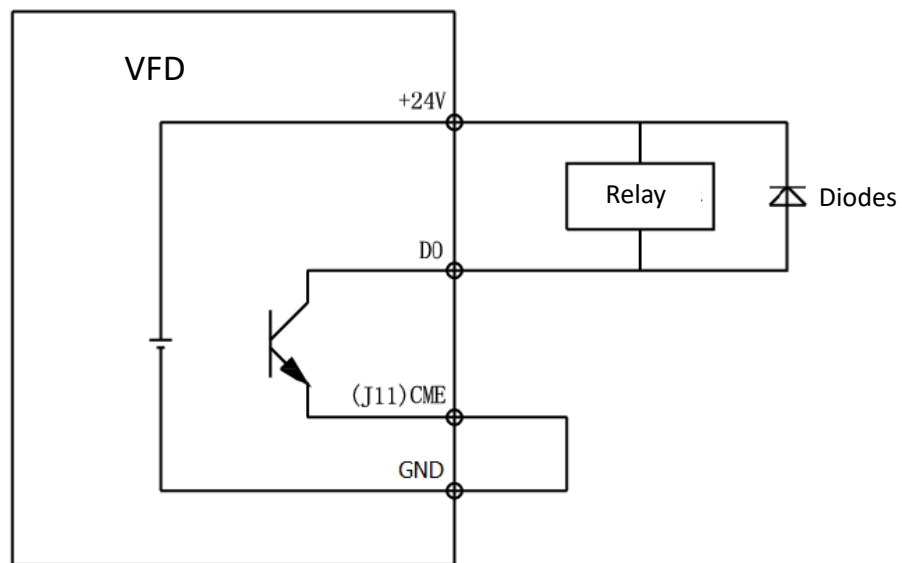 VFD
+24V
Relay
Diodes
DO
(J11)CME
GND